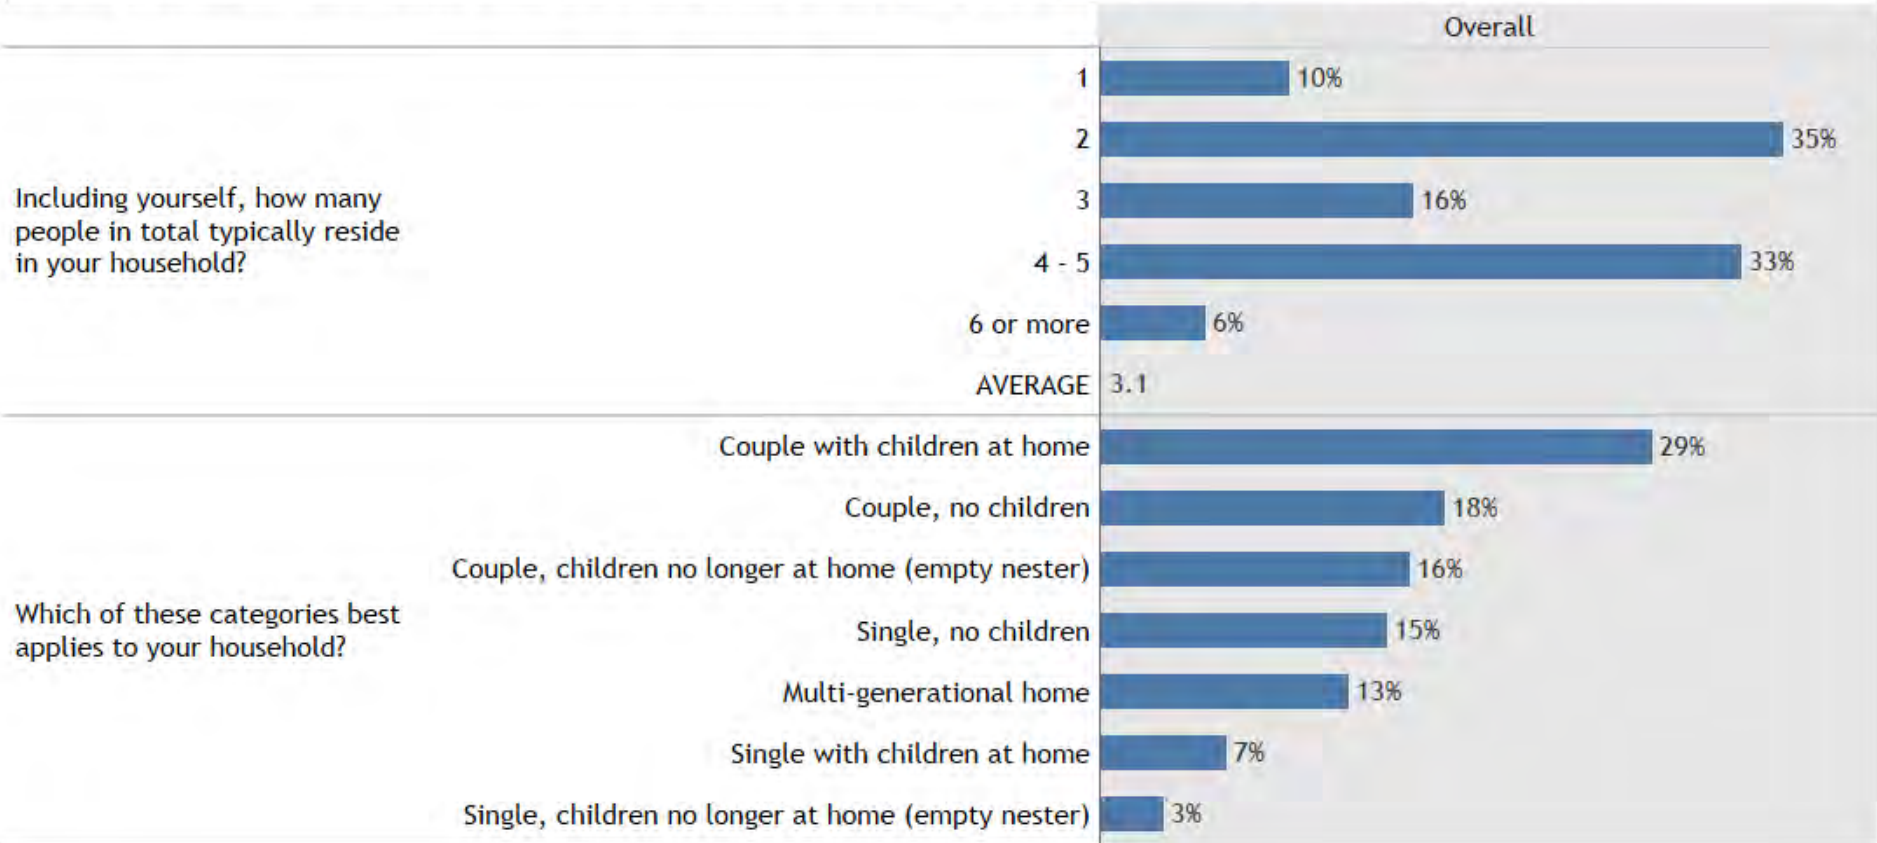 Overall
Including yourself, how many
people in total typically reside
in your household?
1 10%
2 35%
3 16%
4 - 5 33%
6 or more 6%
AVERAGE 3.1
Which of these categories best
applies to your household?
Couple with children at home 29%
Couple, no children 18%
Couple, children no longer at home (empty nester) 16%
Single, no children 15%
Multi-generational home 13%
Single with children at home 7%
Single, children no longer at home (empty nester) 3%